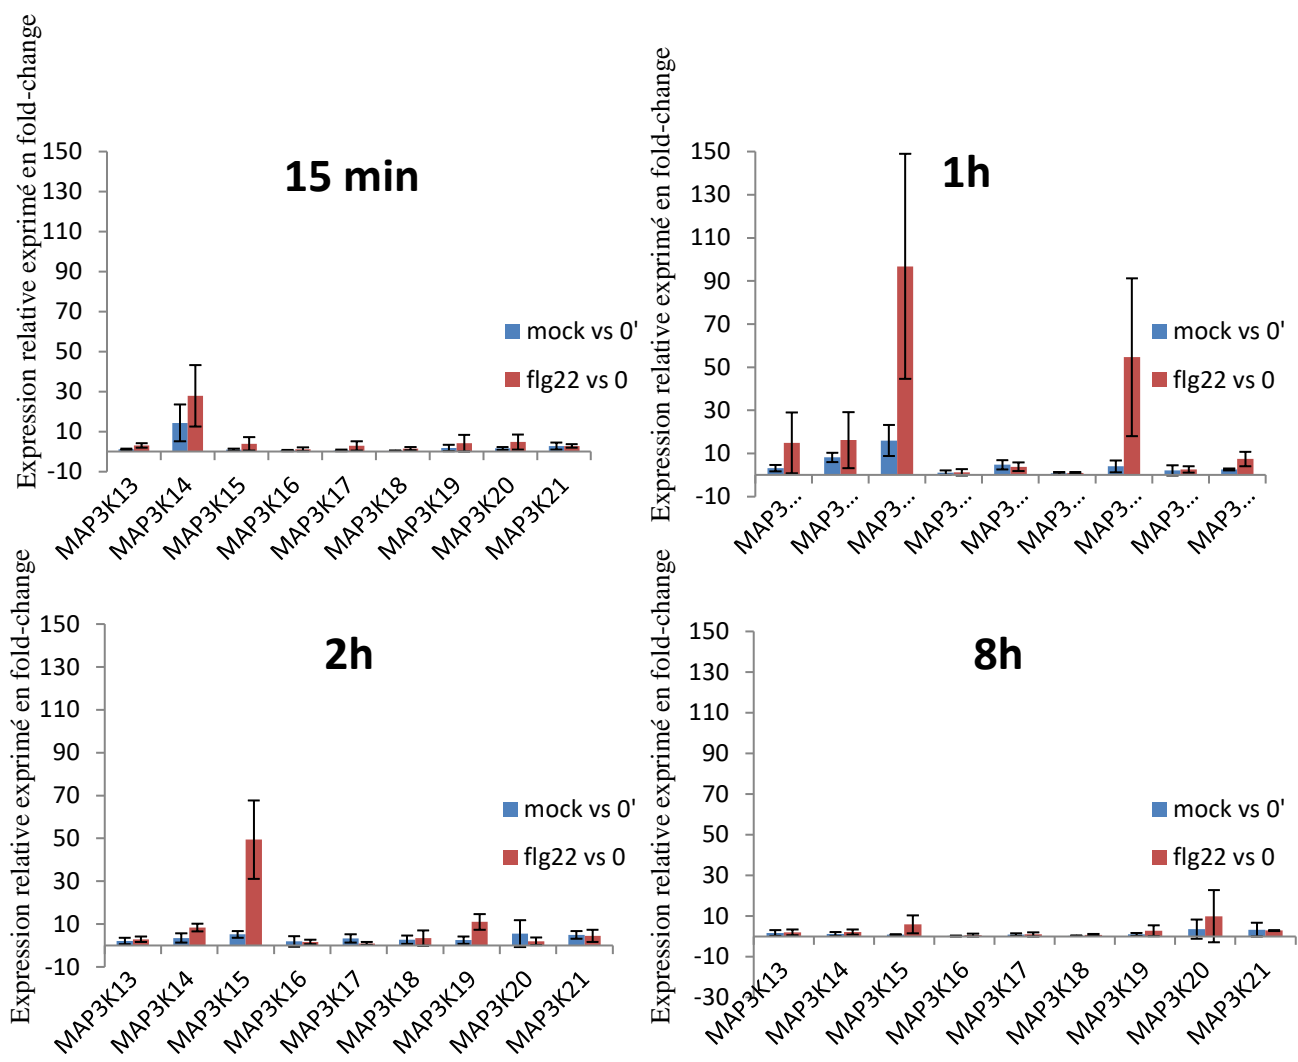 Expression relative exprimé en fold-change
15 min
150
130
110
90
70
50
30
10
-10
mock vs 0'
flg22 vs 0
MAP3K13
MAP3K14
MAP3K15
MAP3K16
MAP3K17
MAP3K18
MAP3K19
MAP3K20
MAP3K21
Expression relative exprimé en fold-change
1h
150
130
110
90
70
50
30
10
-10
mock vs 0'
flg22 vs 0
MAP3...
MAP3...
MAP3...
MAP3...
MAP3...
MAP3...
MAP3...
MAP3...
MAP3...
Expression relative exprimé en fold-change
2h
150
130
110
90
70
50
30
10
-10
mock vs 0'
flg22 vs 0
MAP3K13
MAP3K14
MAP3K15
MAP3K16
MAP3K17
MAP3K18
MAP3K19
MAP3K20
MAP3K21
Expression relative exprimé en fold-change
8h
150
130
110
90
70
50
30
10
-10
-30
mock vs 0'
flg22 vs 0
MAP3K13
MAP3K14
MAP3K15
MAP3K16
MAP3K17
MAP3K18
MAP3K19
MAP3K20
MAP3K21